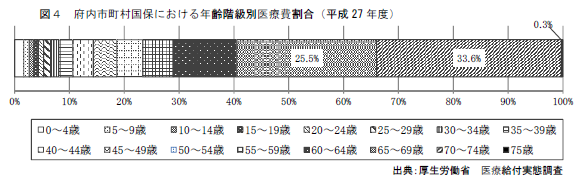 図４ 府内市町村国保における年齢階級別医療費割合（平成 27 年度）
0.3%
25.5% 33.6%
0% 10% 20% 30% 40% 50% 60% 70% 80% 90% 100%
0～4歳 5～9歳 10～14歳 15～19歳 20～24歳 25～29歳 30～34歳 35～39歳
40～44歳 45～49歳 50～54歳 55～59歳 60～64歳 65～69歳 70～74歳 75歳
出典：厚生労働省 医療給付実態調査